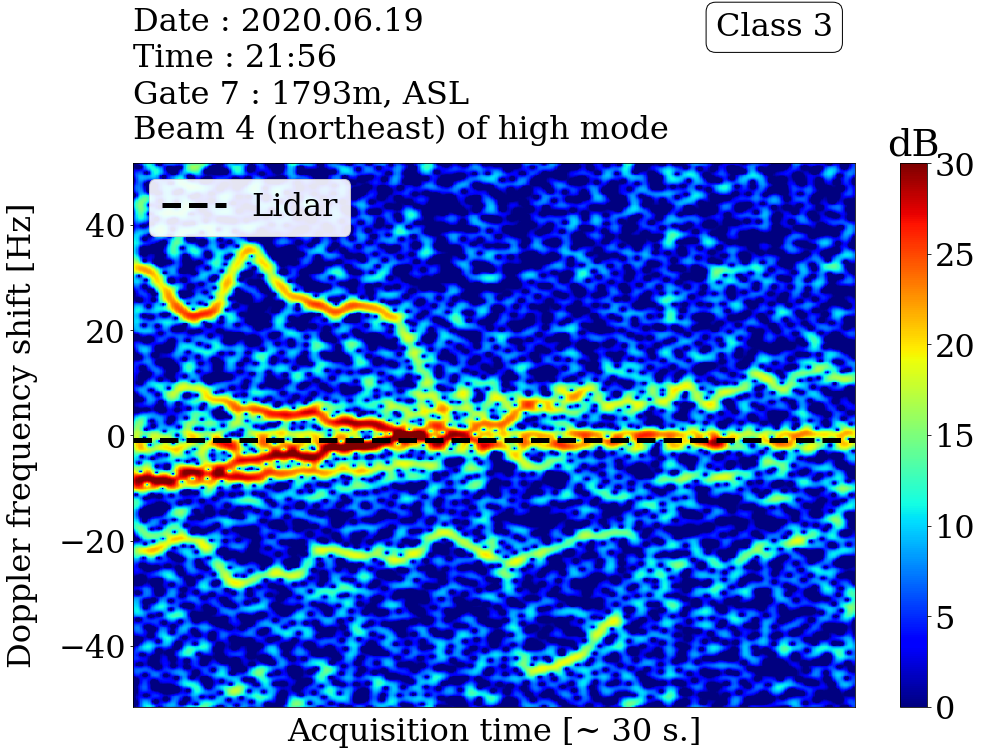 Date : 2020.06.19
Time : 21:56
Gate 7 : 1793m, ASL
Beam 4 (northeast) of high mode
Class 3
dB
Lidar
Doppler frequency shift [Hz]
40
20
0
−20
−40
30
25
20
15
10
5
0
Acquisition time [~ 30 s.]